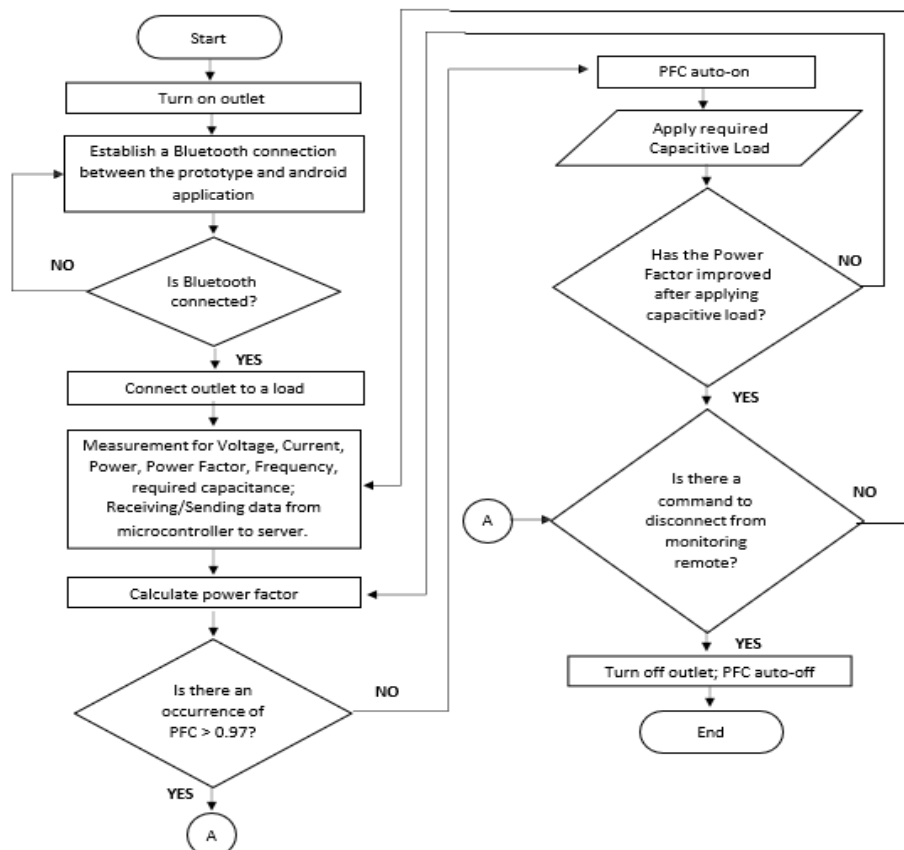 Start
Turn on outlet
Establish a Bluetooth connection
between the prototype and android
application
NO
Is Bluetooth
connected?
YES
Connect outlet to a load
Measurement for Voltage, Current,
Power, Power Factor, Frequency,
required capacitance;
Receiving/Sending data from
microcontroller to server.
Calculate power factor
Is there an
occurrence of
PFC > 0.97?
NO
YES
A
PFC auto-on
Apply required
Capacitive Load
Has the Power
Factor improved
after applying
capacitive load?
NO
YES
A
Is there a
command to
disconnect from
monitoring
remote?
NO
YES
Turn off outlet; PFC auto-off
End